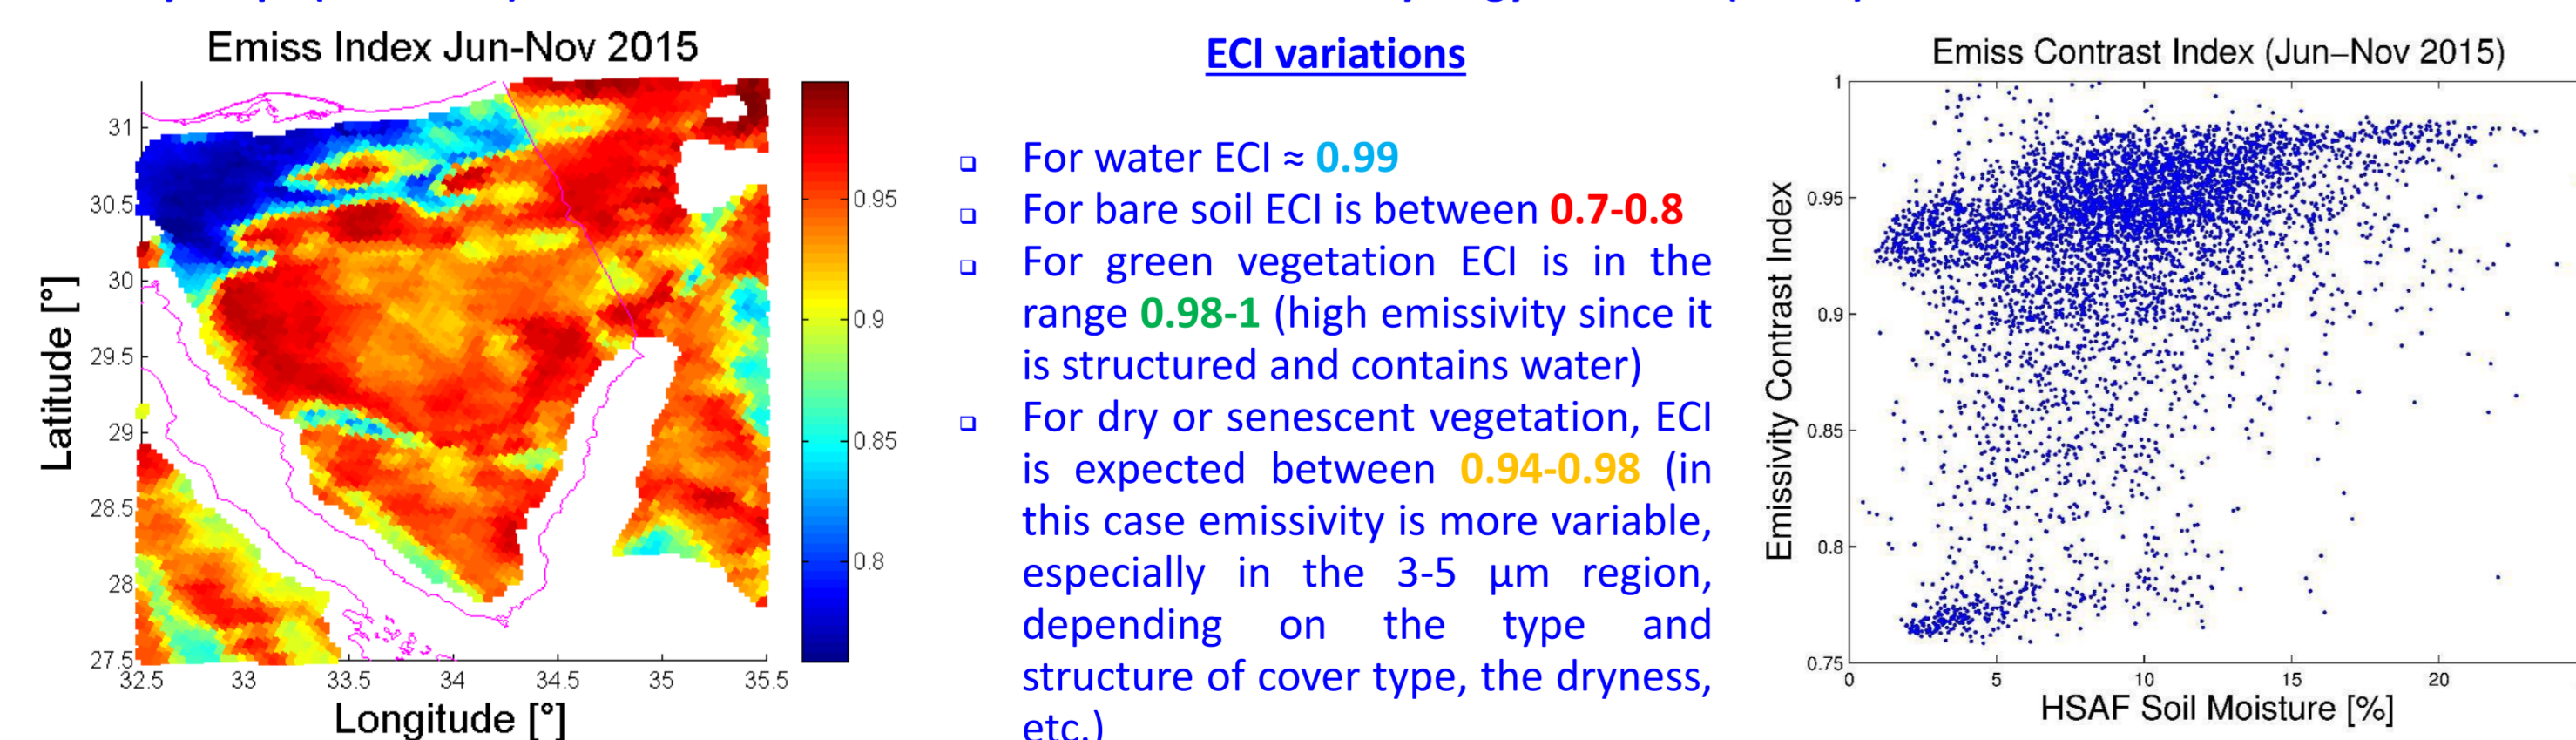 Emiss Index Jun-Nov 2015
31
30.5
30
29.5
29
28.5
28
27.5
Latitude [°]
32.5 33 33.5 34 34.5 35 35.5
Longitude [°]
0.95
0.9
0.85
0.8
ECI variations
❑ For water ECI ≈ 0.99
❑ For bare soil ECI is between 0.7-0.8
❑ For green vegetation ECI is in the
range 0.98-1 (high emissivity since it
is structured and contains water)
❑ For dry or senescent vegetation, ECI
is expected between 0.94-0.98 (in
this case emissivity is more variable,
especially in the 3-5 μm region,
depending on the type and
structure of cover type, the dryness,
etc.)
Emiss Contrast Index (Jun–Nov 2015)
1
0.95
0.9
0.85
0.8
0.75
Emissivity Contrast Index
0 5 10 15 20
HSAF Soil Moisture [%]